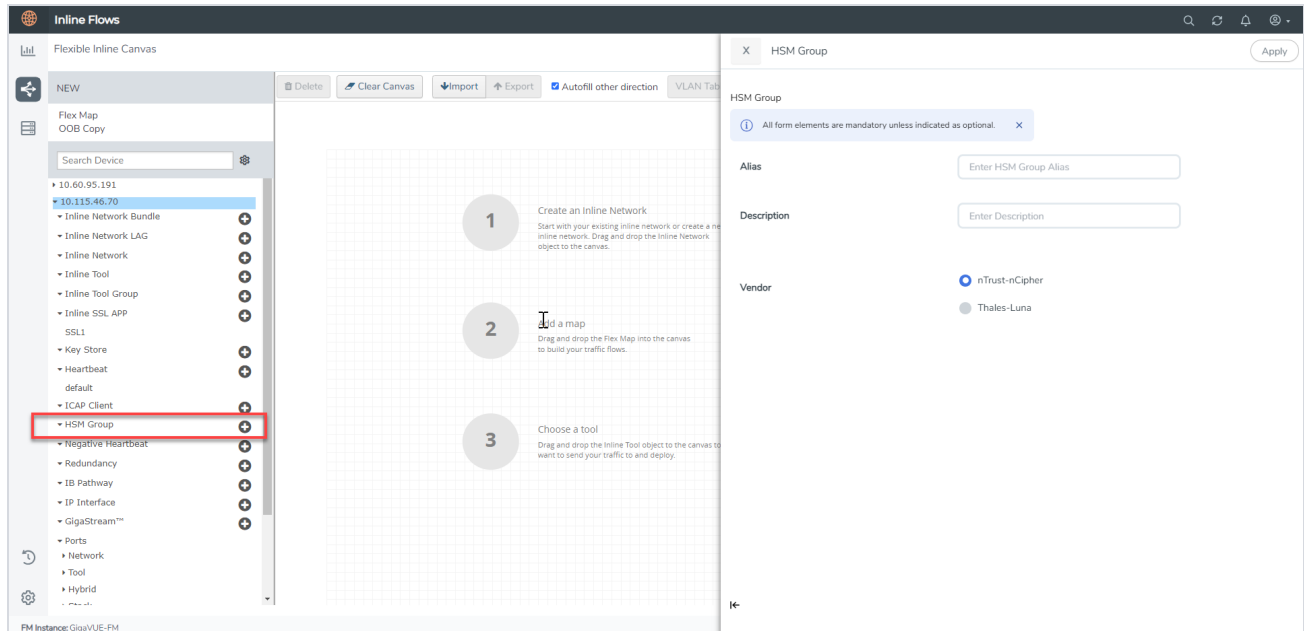 Inline Flows
Flexible Inline Canvas
X HSM Group
Apply
NEW
Delete
Clear Canvas
Import
Export
Autofill other direction
VLAN Tab
Flex Map
OOB Copy
Search Device
10.60.95.191
10.115.46.70
Inline Network Bundle
Inline Network LAG
Inline Network
Inline Tool
Inline Tool Group
Inline SSL APP
SSL1
Key Store
Heartbeat
default
ICAP Client
HSM Group
Negative Heartbeat
Redundancy
IB Pathway
IP Interface
GigaStream™
Ports
Network
Tool
Hybrid
1
Create an Inline Network
Start with your existing inline network or create a ne
inline network. Drag and drop the Inline Network
object to the canvas.
2
Add a map
Drag and drop the Flex Map into the canvas
to build your traffic flows.
3
Choose a tool
Drag and drop the Inline Tool object to the canvas to
want to send your traffic to and deploy.
HSM Group
All form elements are mandatory unless indicated as optional. X
Alias
Enter HSM Group Alias
Description
Enter Description
Vendor
nTrust-nCipher
Thales-Luna
FM Instance: GigaVUE-FM